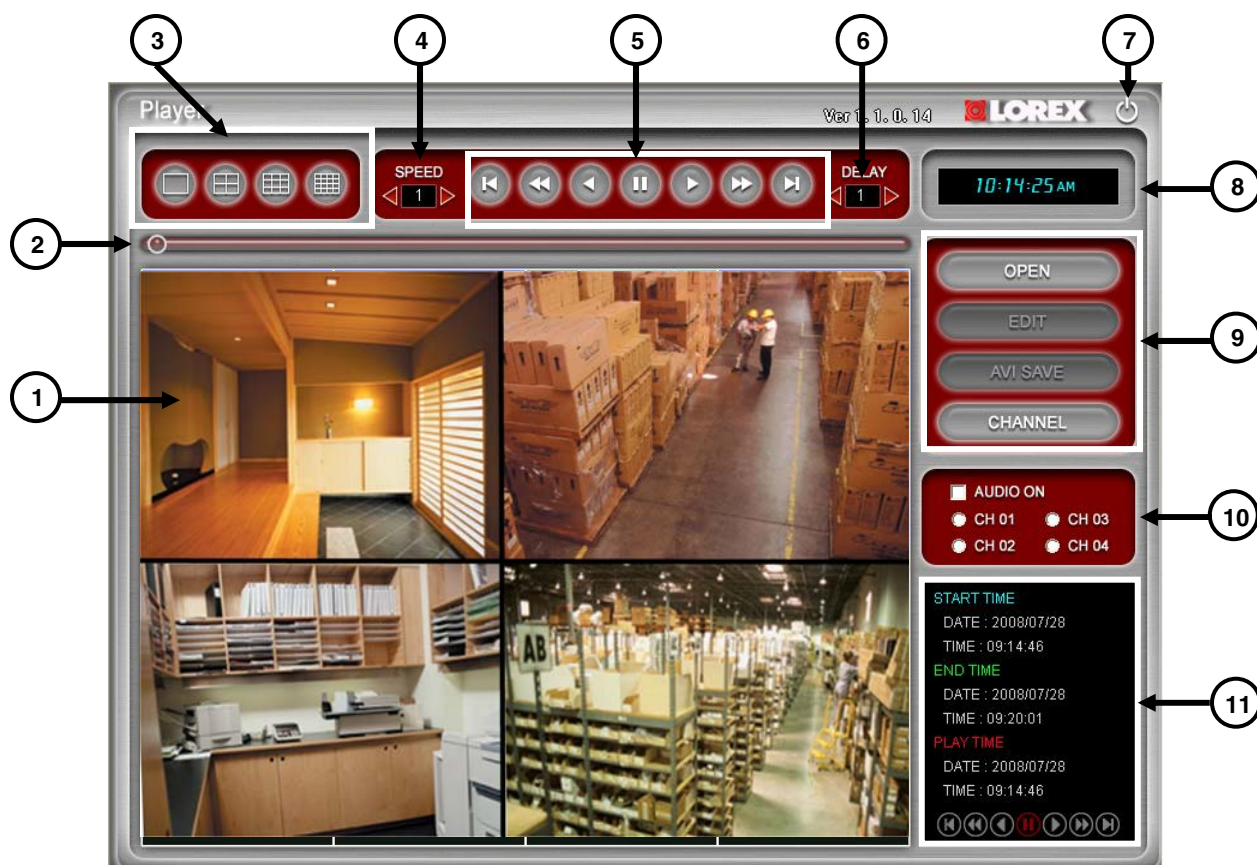 3
4
5
6
7
Player
Ver 1. 1. 0. 14
LOREX
SPEED
1
DELAY
1
10:14:25 AM
8
2
OPEN
EDIT
AVI SAVE
CHANNEL
9
1
AUDIO ON
CH 01
CH 03
CH 02
CH 04
10
AB
START TIME
DATE : 2008/07/28
TIME : 09:14:46
END TIME
DATE : 2008/07/28
TIME : 09:20:01
PLAY TIME
DATE : 2008/07/28
TIME : 09:14:46
11